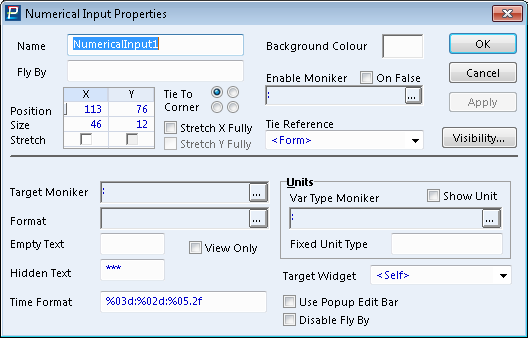 Numerical Input Properties
Name NumericalInput1 Background Colour OK
Fly By Enable Moniker On False Cancel
X Y Tie To Corner : ... Apply
Position 113 76
Size 46 12 Stretch X Fully Tie Reference
Stretch Stretch Y Fully <Form> Visibility...
Target Moniker : ... Units
Var Type Moniker Show Unit
Format ... : ...
Empty Text View Only Fixed Unit Type
Hidden Text *** Target Widget <Self>
Time Format %03d:%02d:%05.2f Use Popup Edit Bar
Disable Fly By